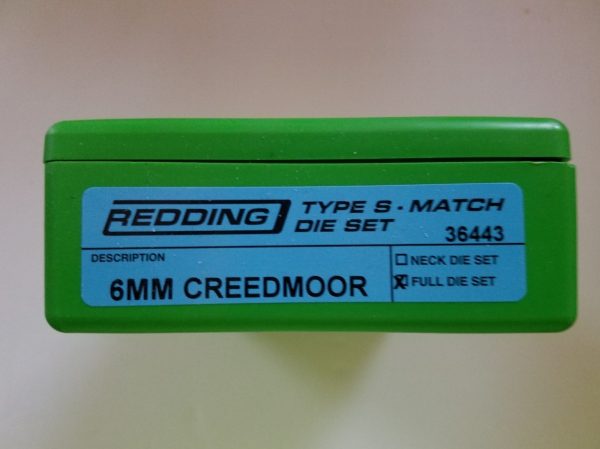 REDDING TYPE S - MATCH
DIE SET 36443
DESCRIPTION
NECK DIE SET
6MM CREEDMOOR
X FULL DIE SET